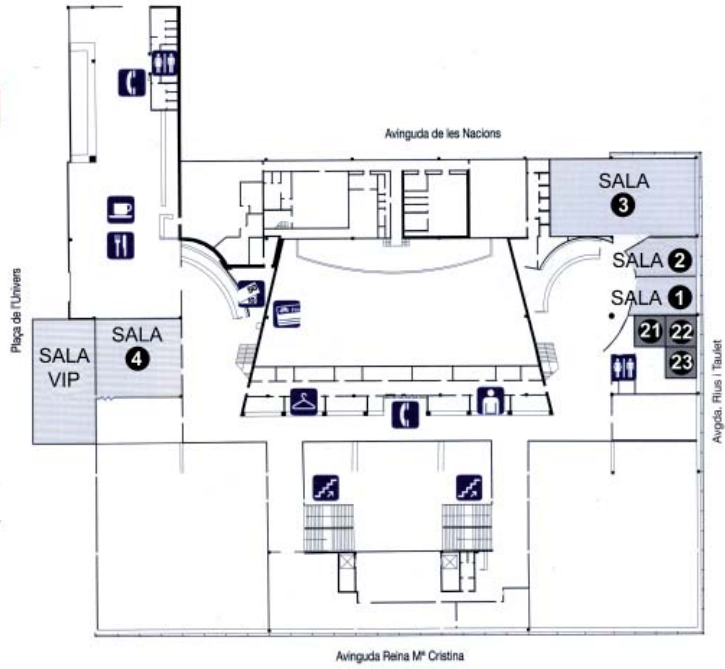 Avinguda de les Nacions
SALA
3
SALA 2
SALA 1
21 22
23
SALA
4
SALA
VIP
Plaça de l'Univers
Avgda. Rius i Taulet
Avinguda Reina Mª Cristina